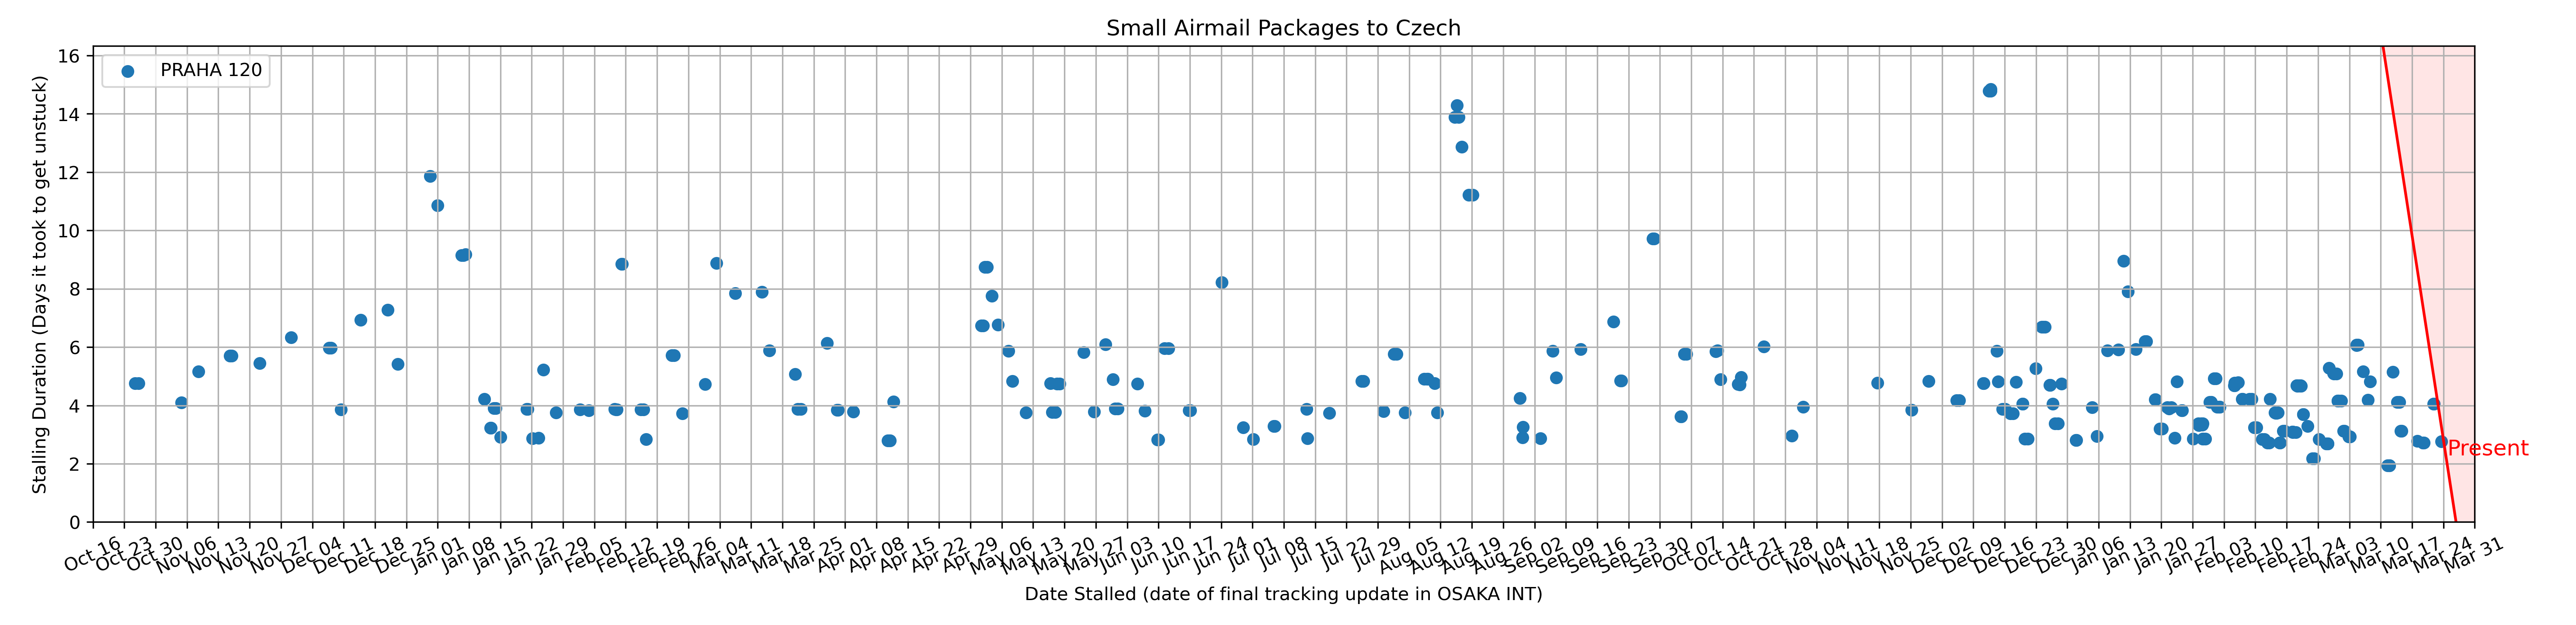 Small Airmail Packages to Czech
PRAHA 120
Stalling Duration (Days it took to get unstuck)
16
14
12
10
8
6
4
2
0
Present
Oct 16 Oct 23 Oct 30 Nov 06 Nov 13 Nov 20 Nov 27 Dec 04 Dec 11 Dec 18 Dec 25 Jan 01 Jan 08 Jan 15 Jan 22 Jan 29 Feb 05 Feb 12 Feb 19 Feb 26 Mar 04 Mar 11 Mar 18 Mar 25 Apr 01 Apr 08 Apr 15 Apr 22 Apr 29 May 06 May 13 May 20 May 27 Jun 03 Jun 10 Jun 17 Jun 24 Jul 01 Jul 08 Jul 15 Jul 22 Jul 29 Aug 05 Aug 12 Aug 19 Aug 26 Sep 02 Sep 09 Sep 16 Sep 23 Sep 30 Oct 07 Oct 14 Oct 21 Oct 28 Nov 04 Nov 11 Nov 18 Nov 25 Dec 02 Dec 09 Dec 16 Dec 23 Dec 30 Jan 06 Jan 13 Jan 20 Jan 27 Feb 03 Feb 10 Feb 17 Feb 24 Mar 03 Mar 10 Mar 17 Mar 24 Mar 31
Date Stalled (date of final tracking update in OSAKA INT)